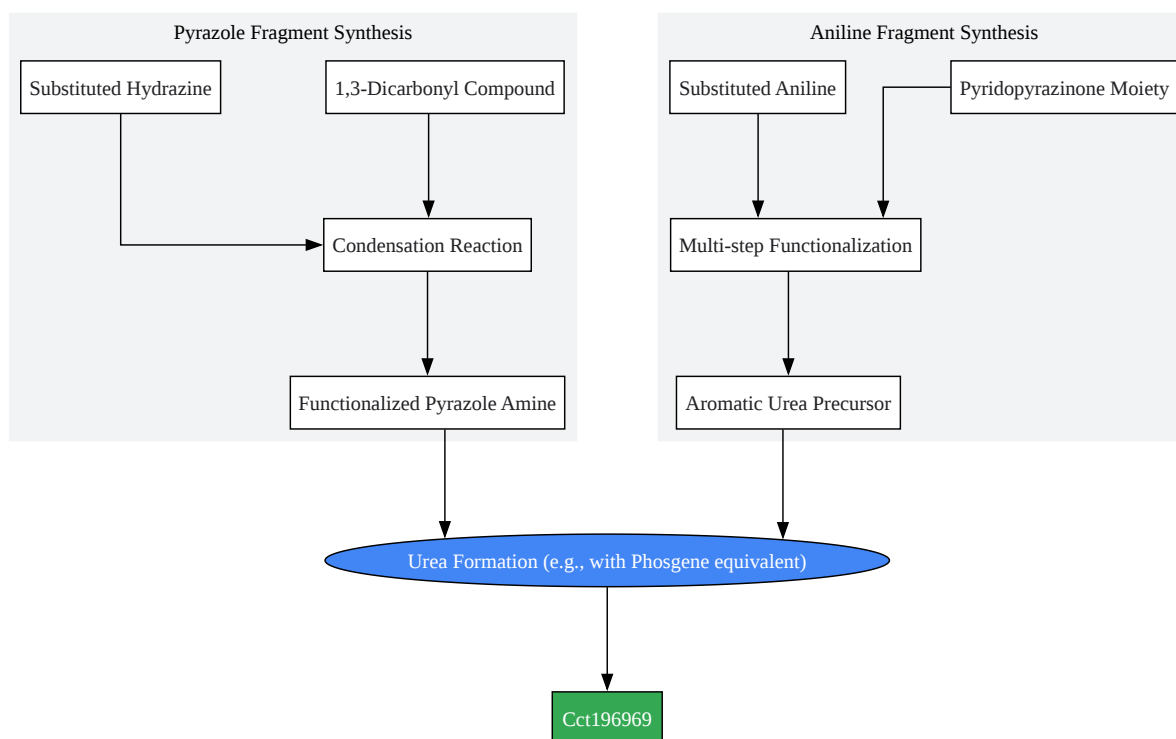 Pyrazole Fragment Synthesis
Aniline Fragment Synthesis
Substituted Hydrazine
1,3-Dicarbonyl Compound
Substituted Aniline
Pyridopyrazinone Moiety
Condensation Reaction
Multi-step Functionalization
Functionalized Pyrazole Amine
Aromatic Urea Precursor
Urea Formation (e.g., with Phosgene equivalent)
Cct196969